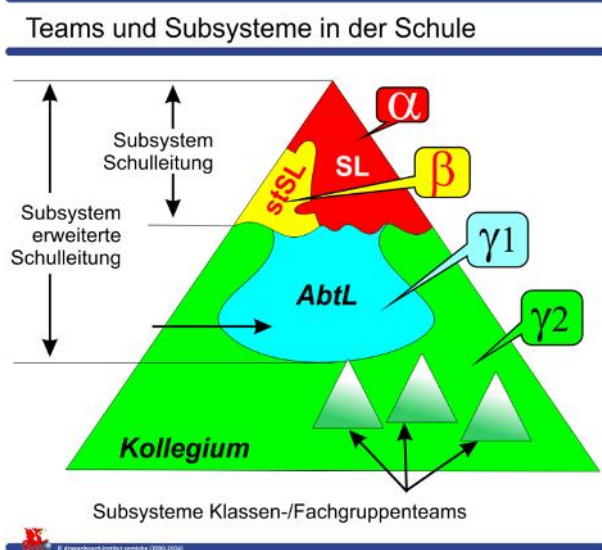 Teams und Subsysteme in der Schule
α
Subsystem
Schulleitung
SL
β
stSL
Subsystem
erweiterte
Schulleitung
γ1
AbtL
γ2
Kollegium
Subsysteme Klassen-/Fachgruppenteams